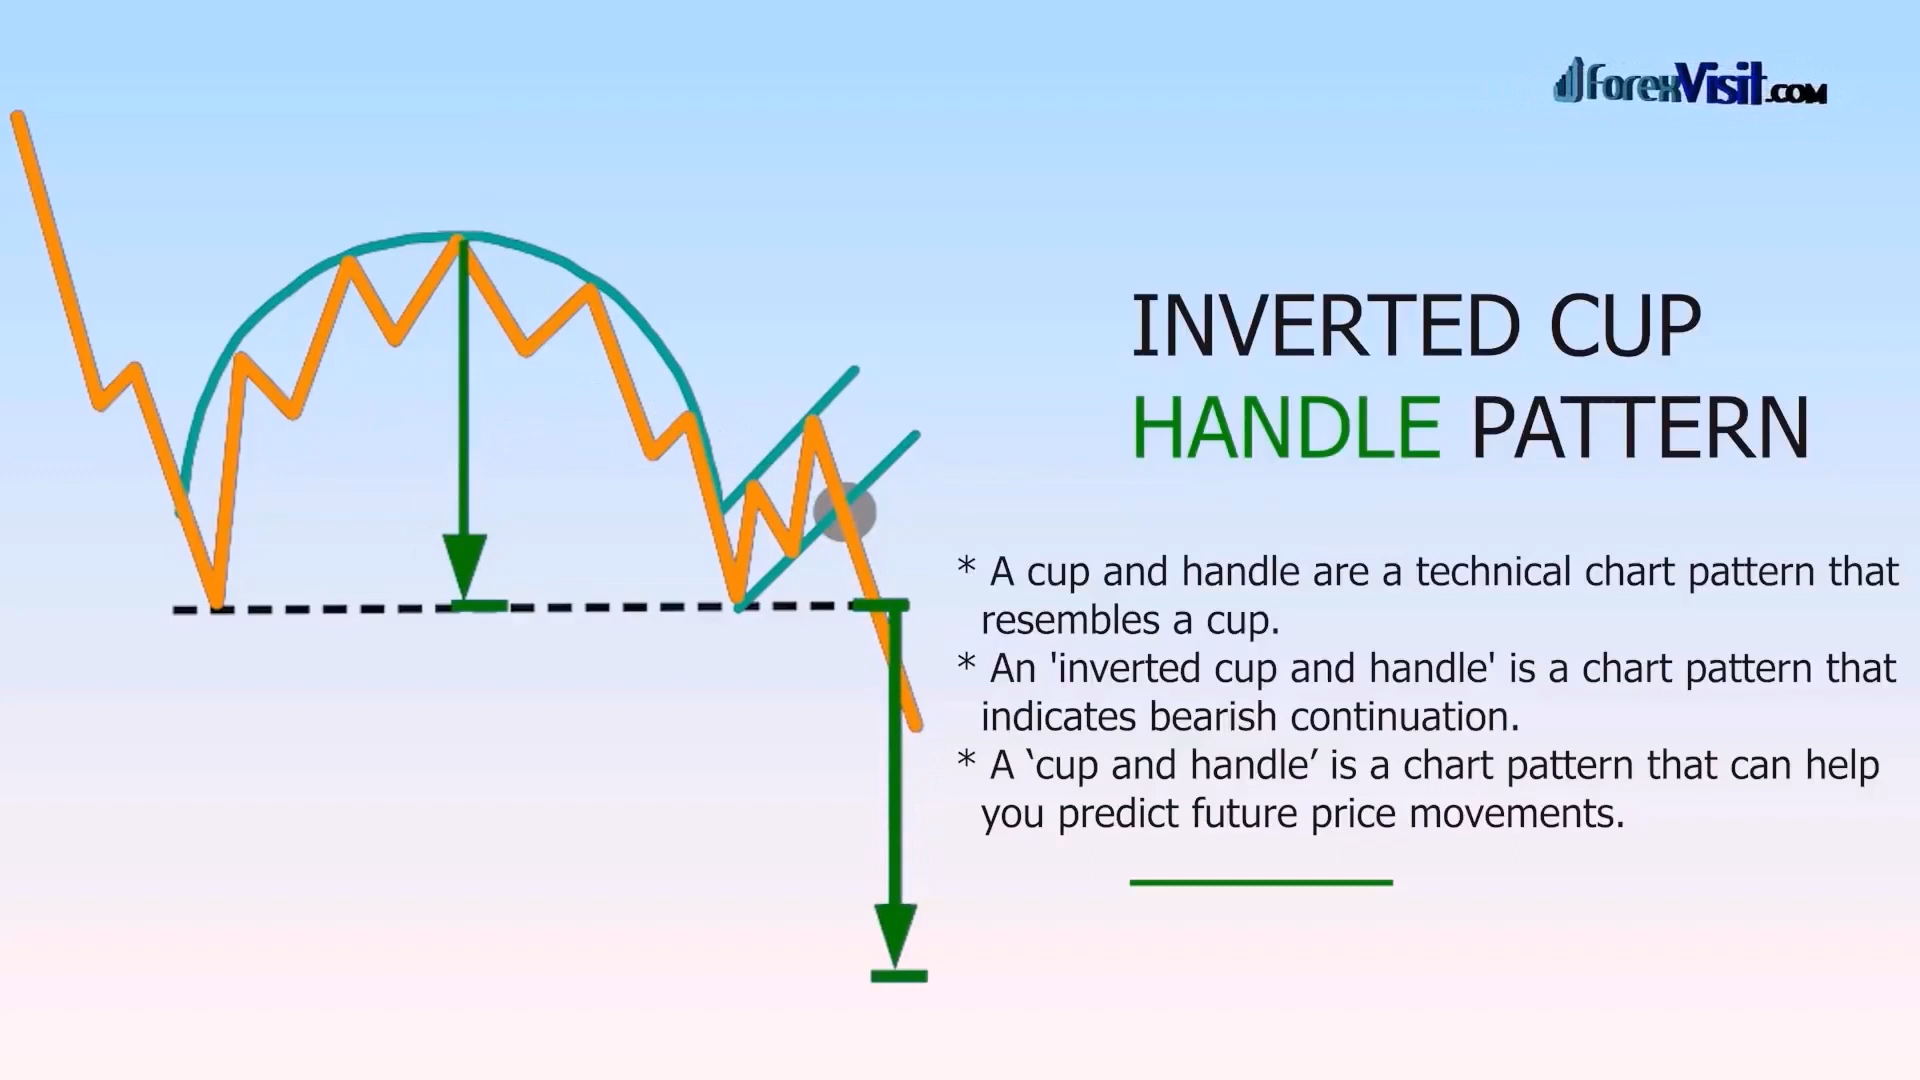 forexVisit.COM
INVERTED CUP
HANDLE PATTERN
* A cup and handle are a technical chart pattern that
resembles a cup.
* An 'inverted cup and handle' is a chart pattern that
indicates bearish continuation.
* A ‘cup and handle’ is a chart pattern that can help
you predict future price movements.